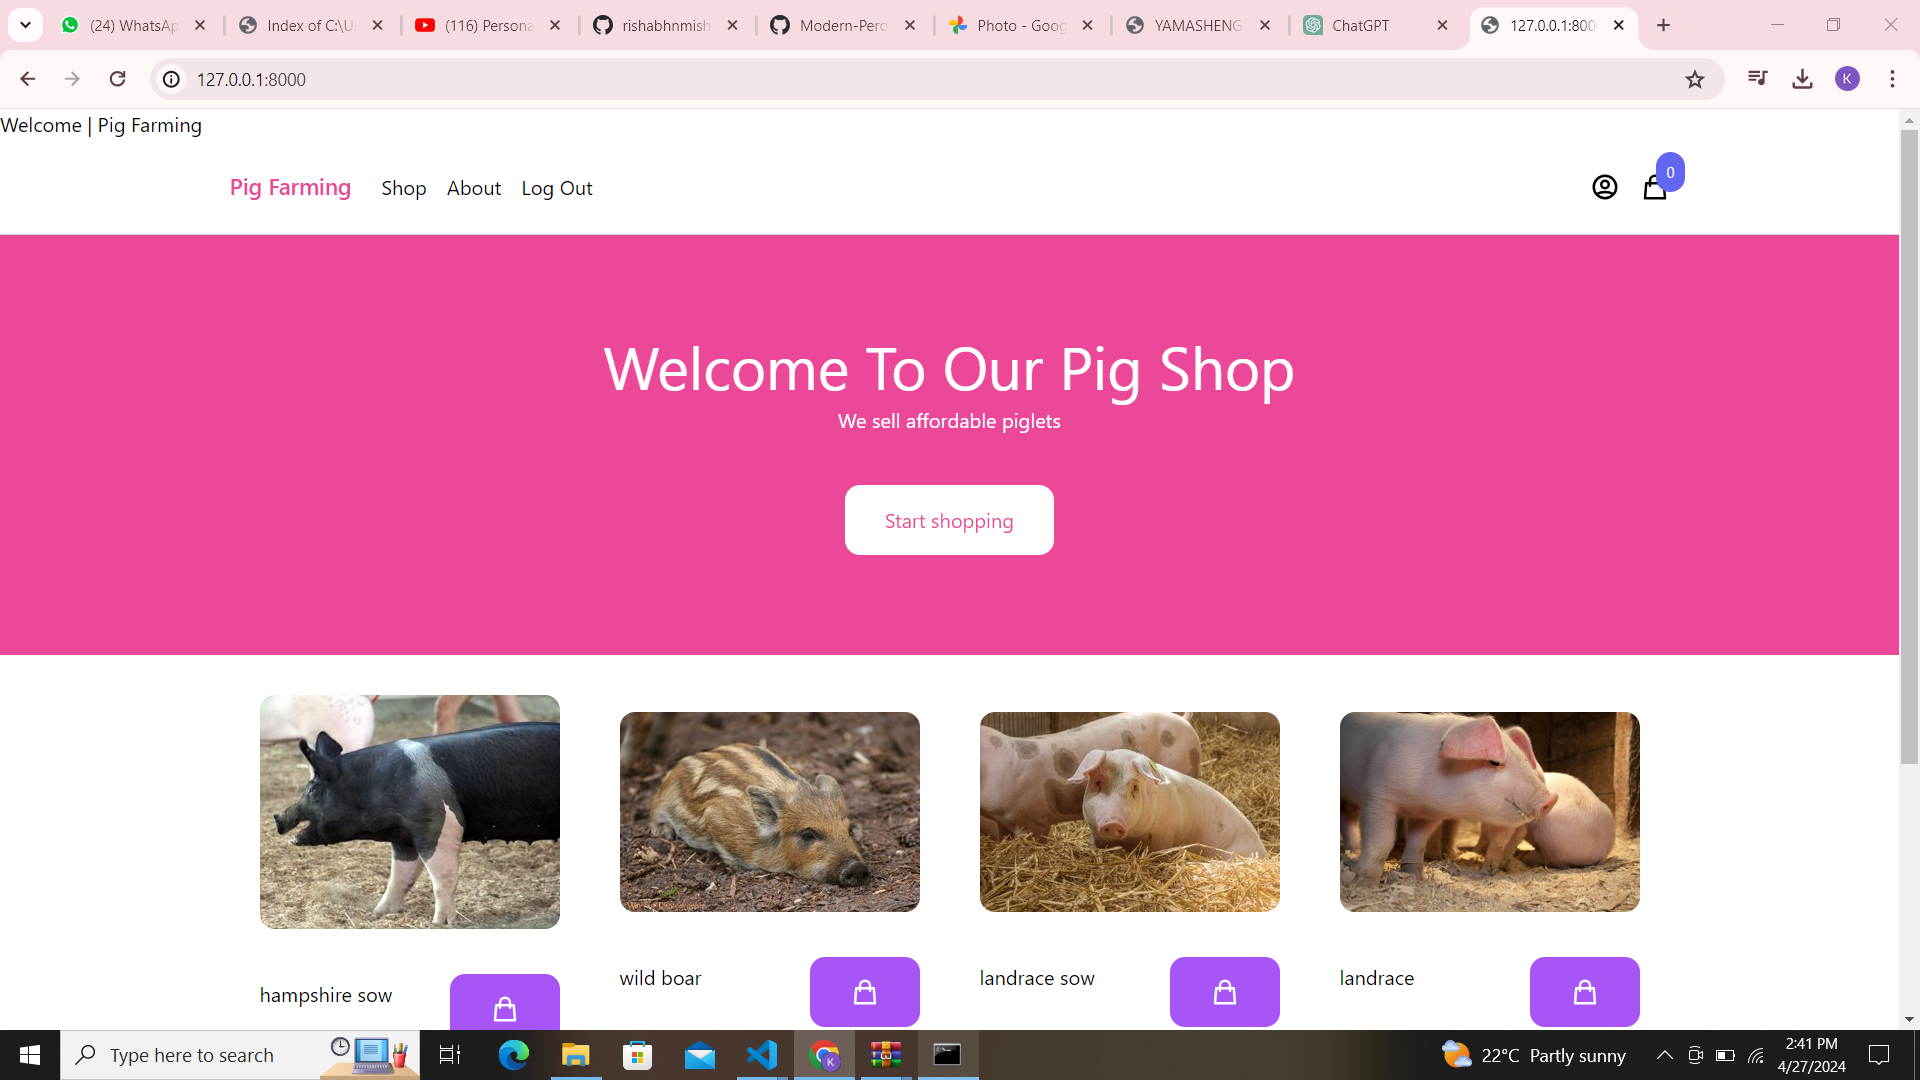 (24) WhatsAp
Index of C:\U
(116) Persona
rishabhnmish
Modern-Pero
Photo - Goog
YAMASHENG
ChatGPT
127.0.0.1:800
127.0.0.1:8000
K
Welcome | Pig Farming
Pig Farming
Shop
About
Log Out
0
Welcome To Our Pig Shop
We sell affordable piglets
Start shopping
hampshire sow
wild boar
landrace sow
landrace
Type here to search
22°C Partly sunny
2:41 PM
4/27/2024